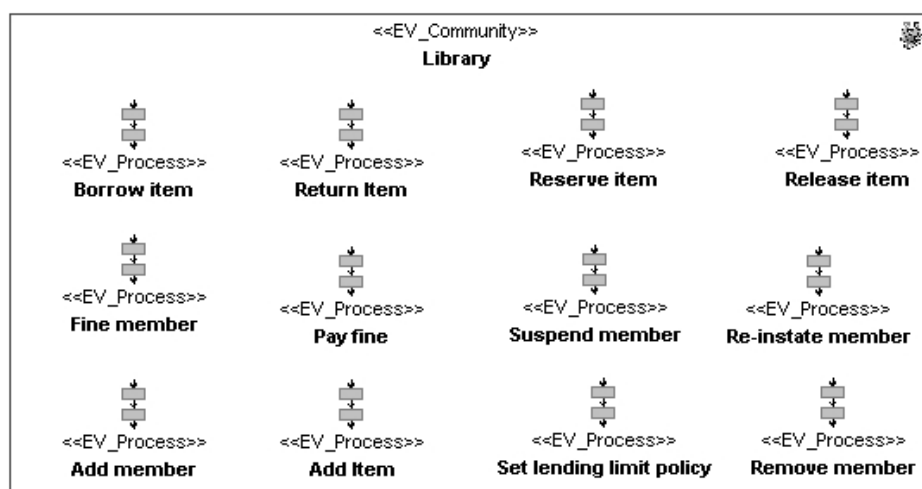 <<EV_Community>>
Library
<<EV_Process>>
Borrow item
<<EV_Process>>
Return Item
<<EV_Process>>
Reserve item
<<EV_Process>>
Release item
<<EV_Process>>
Fine member
<<EV_Process>>
Pay fine
<<EV_Process>>
Suspend member
<<EV_Process>>
Re-instate member
<<EV_Process>>
Add member
<<EV_Process>>
Add Item
<<EV_Process>>
Set lending limit policy
<<EV_Process>>
Remove member